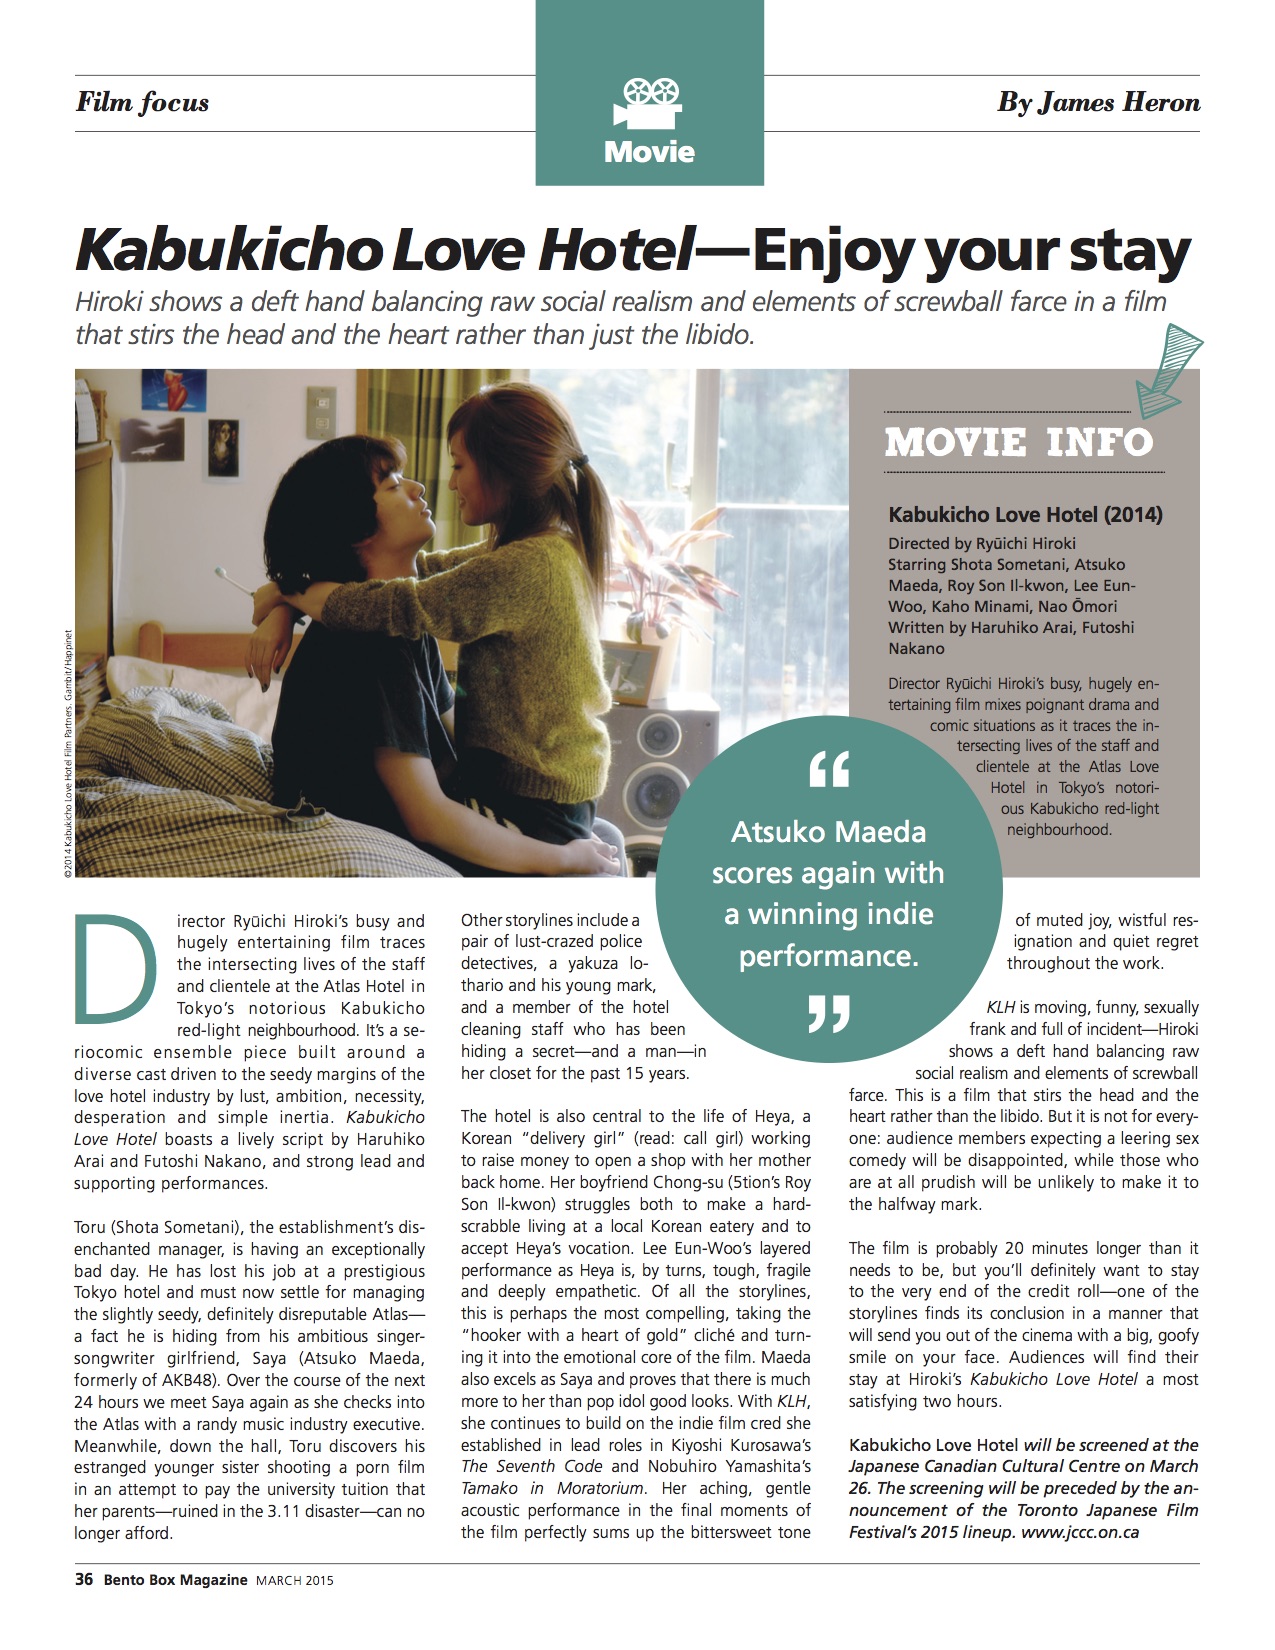 Film focus
Movie
By James Heron
Kabukicho Love Hotel—Enjoy your stay
Hiroki shows a deft hand balancing raw social realism and elements of screwball farce in a film
that stirs the head and the heart rather than just the libido.
©2014 Kabukicho Love Hotel Film Partners. Gambit/Happinet
MOVIE INFO
Kabukicho Love Hotel (2014)
Directed by Ryūichi Hiroki
Starring Shota Sometani, Atsuko
Maeda, Roy Son Il-kwon, Lee Eun-
Woo, Kaho Minami, Nao Ōmori
Written by Haruhiko Arai, Futoshi
Nakano
Director Ryūichi Hiroki's busy, hugely en-
tertaining film mixes poignant drama and
comic situations as it traces the in-
tersecting lives of the staff and
clientele at the Atlas Love
Hotel in Tokyo's notori-
ous Kabukicho red-light
neighbourhood.
“
Atsuko Maeda
scores again with
a winning indie
performance.
”
Director Ryūichi Hiroki's busy and
hugely entertaining film traces
the intersecting lives of the staff
and clientele at the Atlas Hotel in
Tokyo's notorious Kabukicho
red-light neighbourhood. It's a se-
riocomic ensemble piece built around a
diverse cast driven to the seedy margins of the
love hotel industry by lust, ambition, necessity,
desperation and simple inertia. Kabukicho
Love Hotel boasts a lively script by Haruhiko
Arai and Futoshi Nakano, and strong lead and
supporting performances.
Toru (Shota Sometani), the establishment's dis-
enchanted manager, is having an exceptionally
bad day. He has lost his job at a prestigious
Tokyo hotel and must now settle for managing
the slightly seedy, definitely disreputable Atlas—
a fact he is hiding from his ambitious singer-
songwriter girlfriend, Saya (Atsuko Maeda,
formerly of AKB48). Over the course of the next
24 hours we meet Saya again as she checks into
the Atlas with a randy music industry executive.
Meanwhile, down the hall, Toru discovers his
estranged younger sister shooting a porn film
in an attempt to pay the university tuition that
her parents—ruined in the 3.11 disaster—can no
longer afford.
Other storylines include a
pair of lust-crazed police
detectives, a yakuza lo-
thario and his young mark,
and a member of the hotel
cleaning staff who has been
hiding a secret—and a man—in
her closet for the past 15 years.
The hotel is also central to the life of Heya, a
Korean “delivery girl” (read: call girl) working
to raise money to open a shop with her mother
back home. Her boyfriend Chong-su (5tion's Roy
Son Il-kwon) struggles both to make a hard-
scrabble living at a local Korean eatery and to
accept Heya's vocation. Lee Eun-Woo's layered
performance as Heya is, by turns, tough, fragile
and deeply empathetic. Of all the storylines,
this is perhaps the most compelling, taking the
“hooker with a heart of gold” cliché and turn-
ing it into the emotional core of the film. Maeda
also excels as Saya and proves that there is much
more to her than pop idol good looks. With KLH,
she continues to build on the indie film cred she
established in lead roles in Kiyoshi Kurosawa's
The Seventh Code and Nobuhiro Yamashita's
Tamako in Moratorium. Her aching, gentle
acoustic performance in the final moments of
the film perfectly sums up the bittersweet tone
of muted joy, wistful res-
ignation and quiet regret
throughout the work.
KLH is moving, funny, sexually
frank and full of incident—Hiroki
shows a deft hand balancing raw
social realism and elements of screwball
farce. This is a film that stirs the head and the
heart rather than the libido. But it is not for every-
one: audience members expecting a leering sex
comedy will be disappointed, while those who
are at all prudish will be unlikely to make it to
the halfway mark.
The film is probably 20 minutes longer than it
needs to be, but you'll definitely want to stay
to the very end of the credit roll—one of the
storylines finds its conclusion in a manner that
will send you out of the cinema with a big, goofy
smile on your face. Audiences will find their
stay at Hiroki's Kabukicho Love Hotel a most
satisfying two hours.
Kabukicho Love Hotel will be screened at the
Japanese Canadian Cultural Centre on March
26. The screening will be preceded by the an-
nouncement of the Toronto Japanese Film
Festival's 2015 lineup. www.jccc.on.ca
36 Bento Box Magazine MARCH 2015